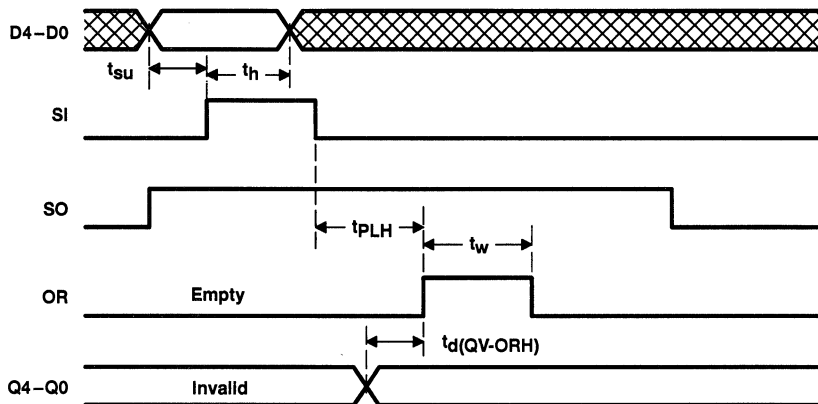 D4–D0
tsu
th
SI
SO
tPLH
tw
OR
Empty
td(QV-ORH)
Q4–Q0
Invalid